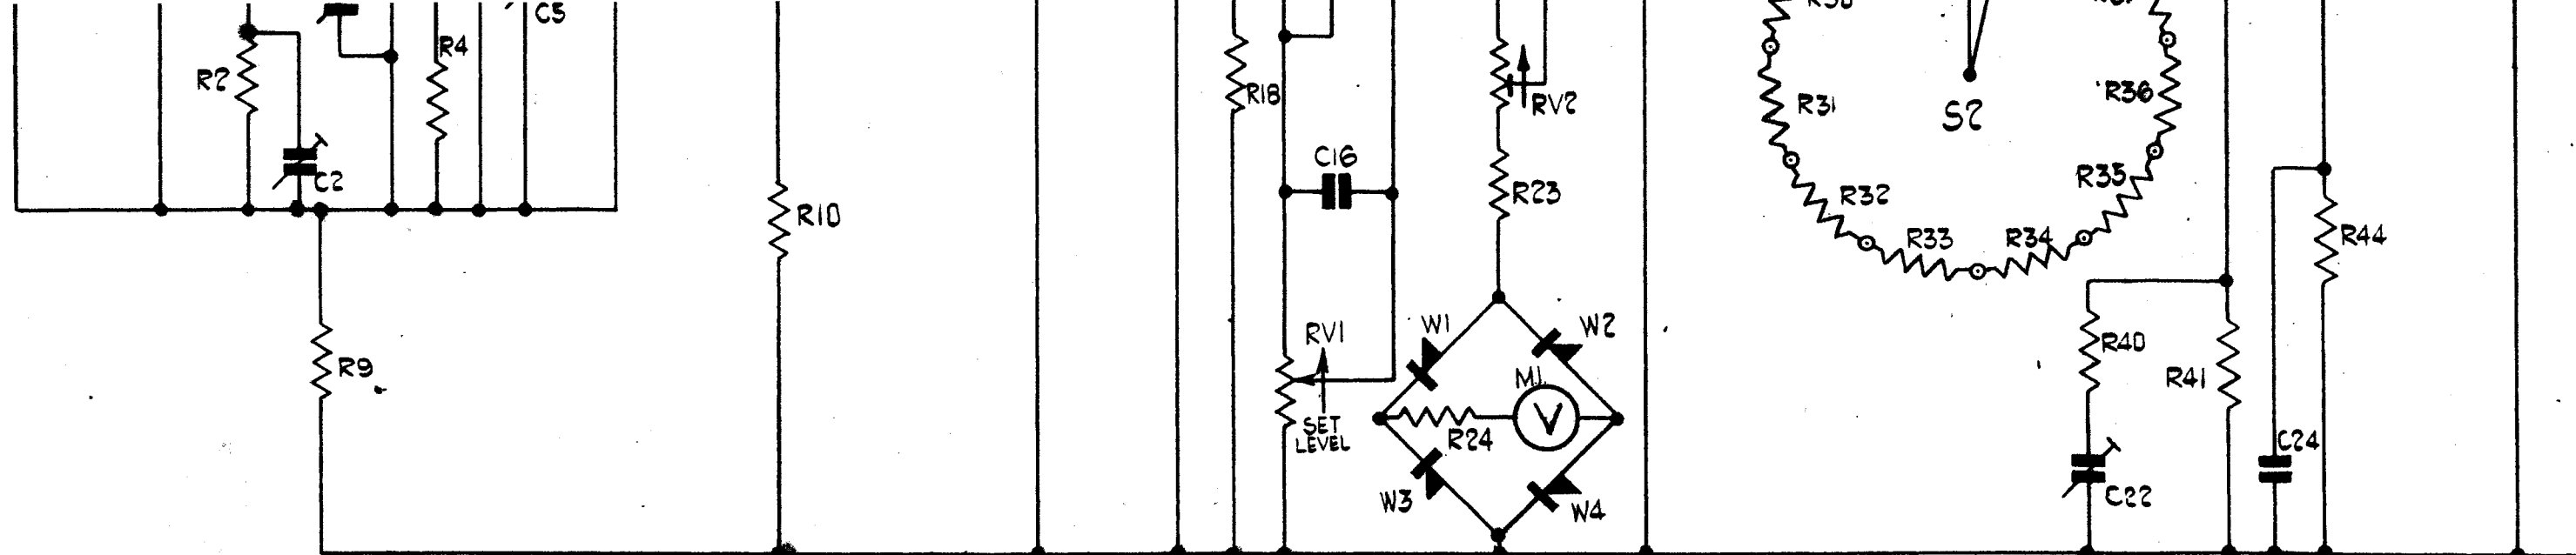 C5
R4
R2
C2
R9
R10
R18
C16
RV1
SET
LEVEL
RV2
R23
W1
W2
M1.
V
R24
W3
W4
R31
S2
R36
R35
R32
R33
R34
R40
R41
C22
C24
R44